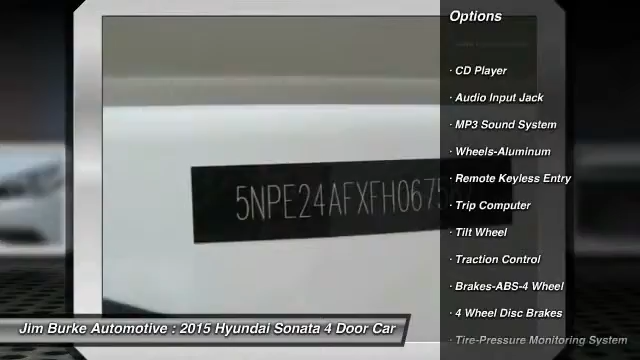 Options
· CD Player
· Audio Input Jack
· MP3 Sound System
· Wheels-Aluminum
· Remote Keyless Entry
· Trip Computer
· Tilt Wheel
· Traction Control
· Brakes-ABS-4 Wheel
· 4 Wheel Disc Brakes
· Tire-Pressure Monitoring System
Jim Burke Automotive : 2015 Hyundai Sonata 4 Door Car